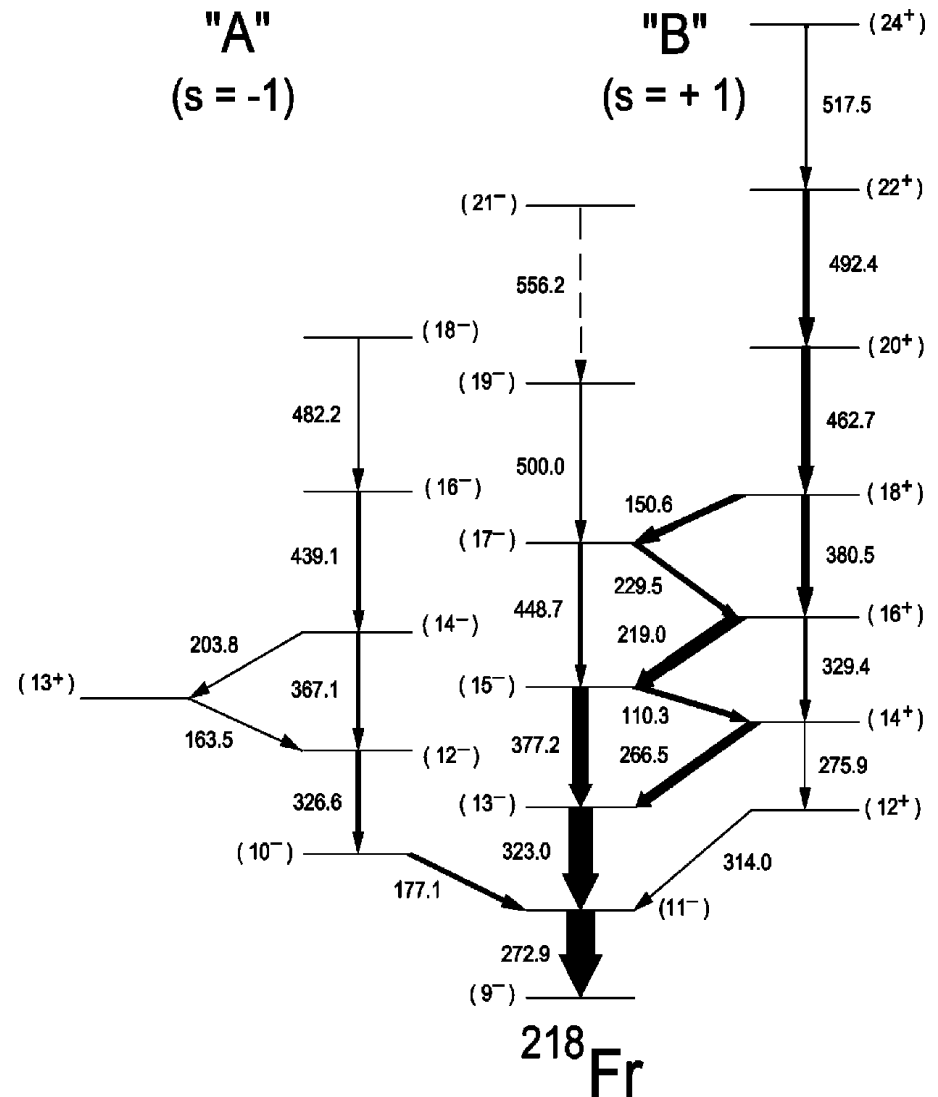 "A" "B" (24⁺)
(s = -1) (s = + 1)
517.5
(21⁻) (22⁺)
556.2 492.4
(18⁻) (20⁺)
(19⁻)
482.2 500.0 462.7
(16⁻) 150.6 (18⁺)
(17⁻)
439.1 448.7 229.5 380.5
(14⁻) 219.0 (16⁺)
203.8 367.1 329.4
(13⁺) (15⁻) 110.3 (14⁺)
163.5 377.2 266.5 275.9
(12⁻)
326.6 (13⁻) (12⁺)
(10⁻) 323.0 314.0
177.1 (11⁻)
272.9
(9⁻)
²¹⁸Fr